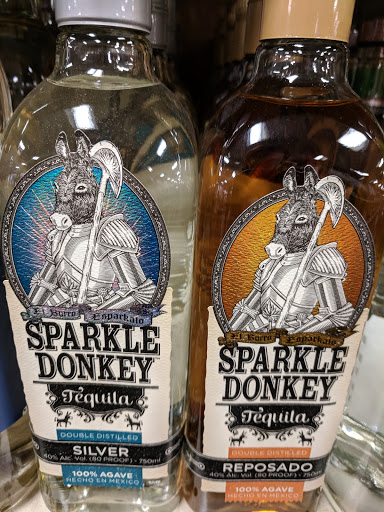 El Burro Esparkalo
SPARKLE
DONKEY
Tequila
DOUBLE DISTILLED
SILVER
40% Alc. Vol. (80 PROOF) • 750ml
100% AGAVE
HECHO EN MEXICO
El Burro Esparkalo
SPARKLE
DONKEY
Tequila
DOUBLE DISTILLED
REPOSADO
40% Alc. Vol. (80 PROOF) • 750ml
100% AGAVE
HECHO EN MEXICO